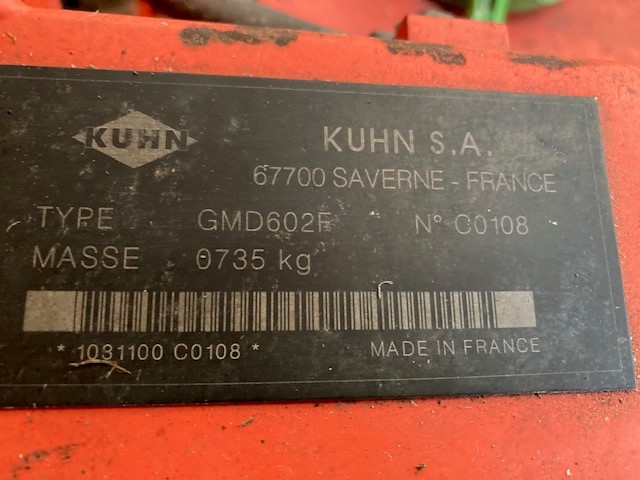 KUHN
KUHN S.A.
67700 SAVERNE - FRANCE
TYPE GMD602F N° C0108
MASSE 0735 kg
* 1031100 C0108 *
MADE IN FRANCE